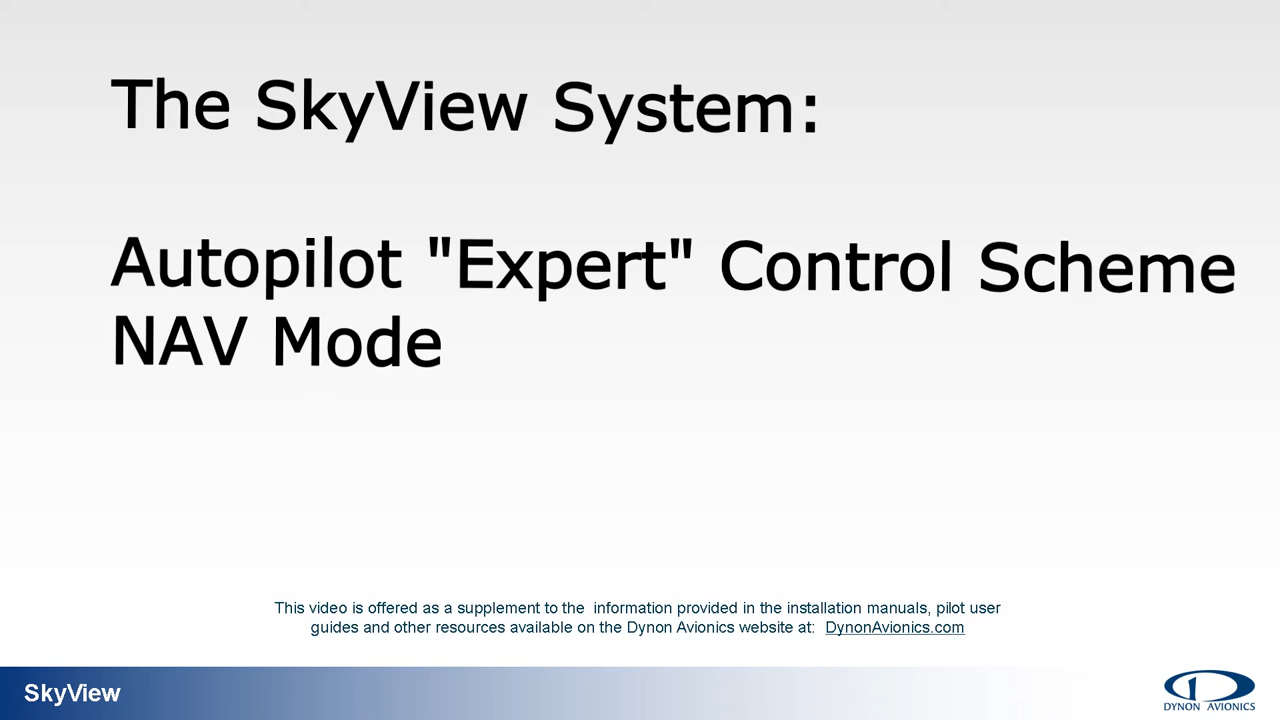 The SkyView System:
Autopilot "Expert" Control Scheme
NAV Mode
This video is offered as a supplement to the  information provided in the installation manuals, pilot user
guides and other resources available on the Dynon Avionics website at:  DynonAvionics.com
SkyView
DYNON AVIONICS